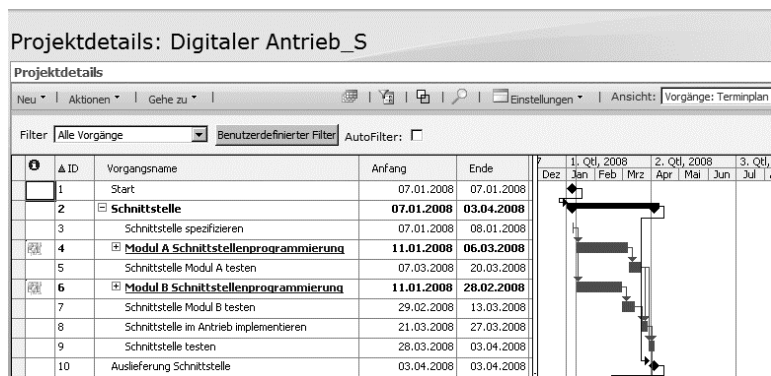 Projektdetails: Digitaler Antrieb_S
Projektdetails
Neu Aktionen Gehe zu Einstellungen Ansicht: Vorgänge: Terminplan
Filter Alle Vorgänge Benutzerdefinierter Filter AutoFilter:
ID Vorgangsname Anfang Ende 1. Qtl, 2008 2. Qtl, 2008 3. Qtl,
Dez Jan Feb Mrz Apr Mai Jun Jul
1 Start 07.01.2008 07.01.2008
2 Schnittstelle 07.01.2008 03.04.2008
3 Schnittstelle spezifizieren 07.01.2008 08.01.2008
4 Modul A Schnittstellenprogrammierung 11.01.2008 06.03.2008
5 Schnittstelle Modul A testen 07.03.2008 20.03.2008
6 Modul B Schnittstellenprogrammierung 11.01.2008 28.02.2008
7 Schnittstelle Modul B testen 29.02.2008 13.03.2008
8 Schnittstelle im Antrieb implementieren 21.03.2008 27.03.2008
9 Schnittstelle testen 28.03.2008 03.04.2008
10 Auslieferung Schnittstelle 03.04.2008 03.04.2008